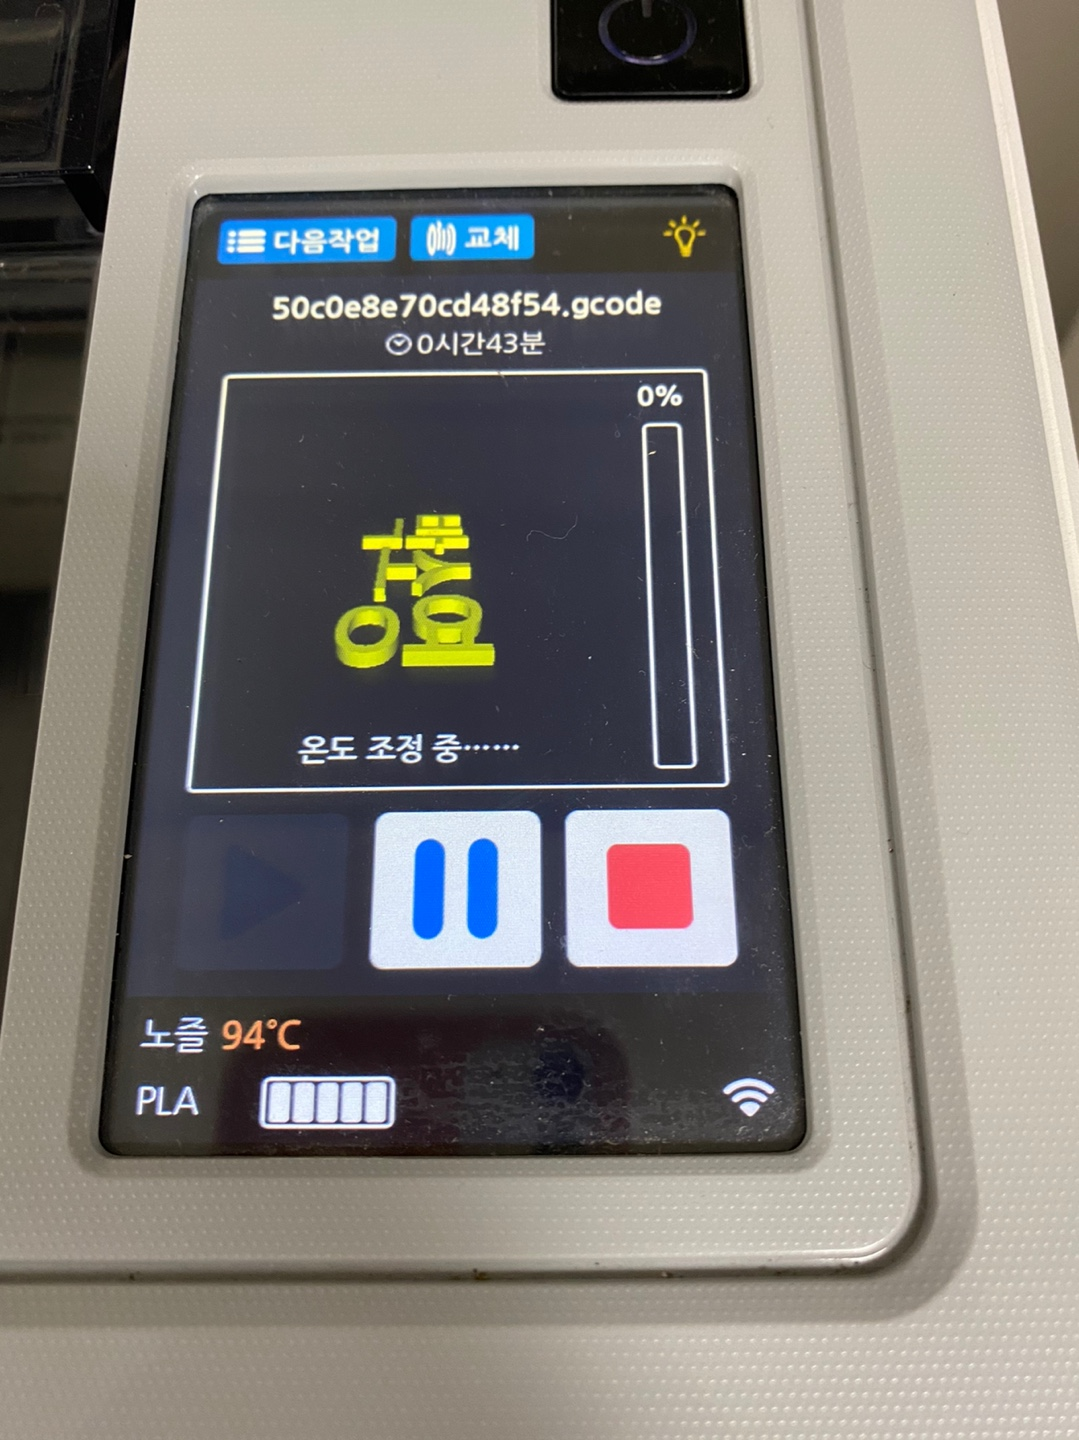 다음작업 교체
50c0e8e70cd48f54.gcode
0시간43분
0%
온도 조정 중……
노즐 94°C
PLA